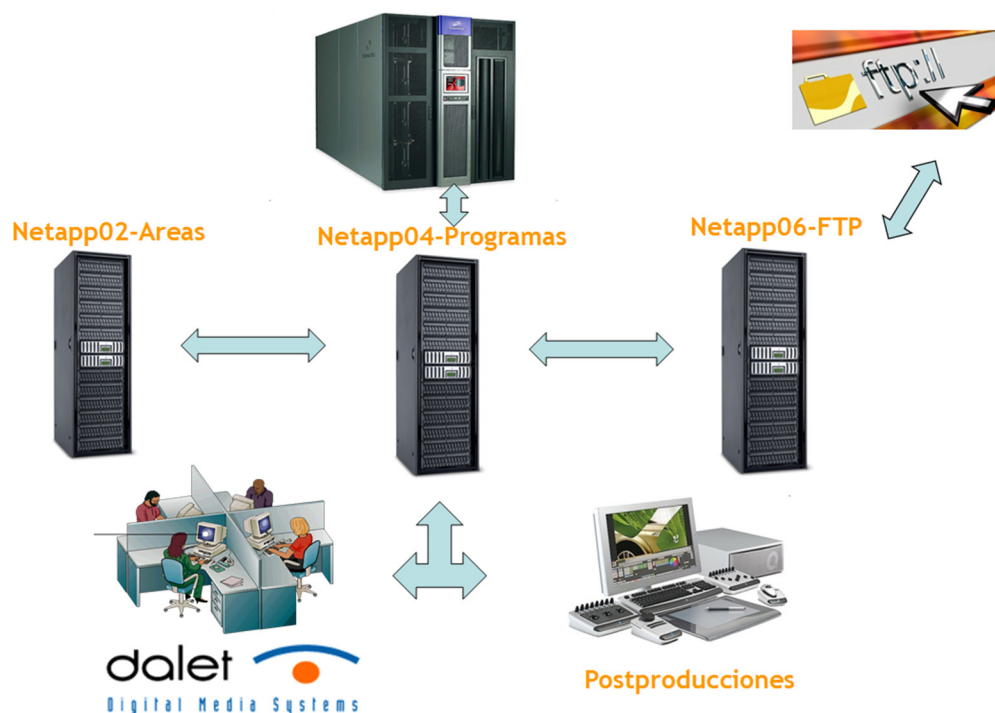 ftp://
Netapp02-Areas
Netapp04-Programas
Netapp06-FTP
dalet
Digital Media Systems
Postproducciones